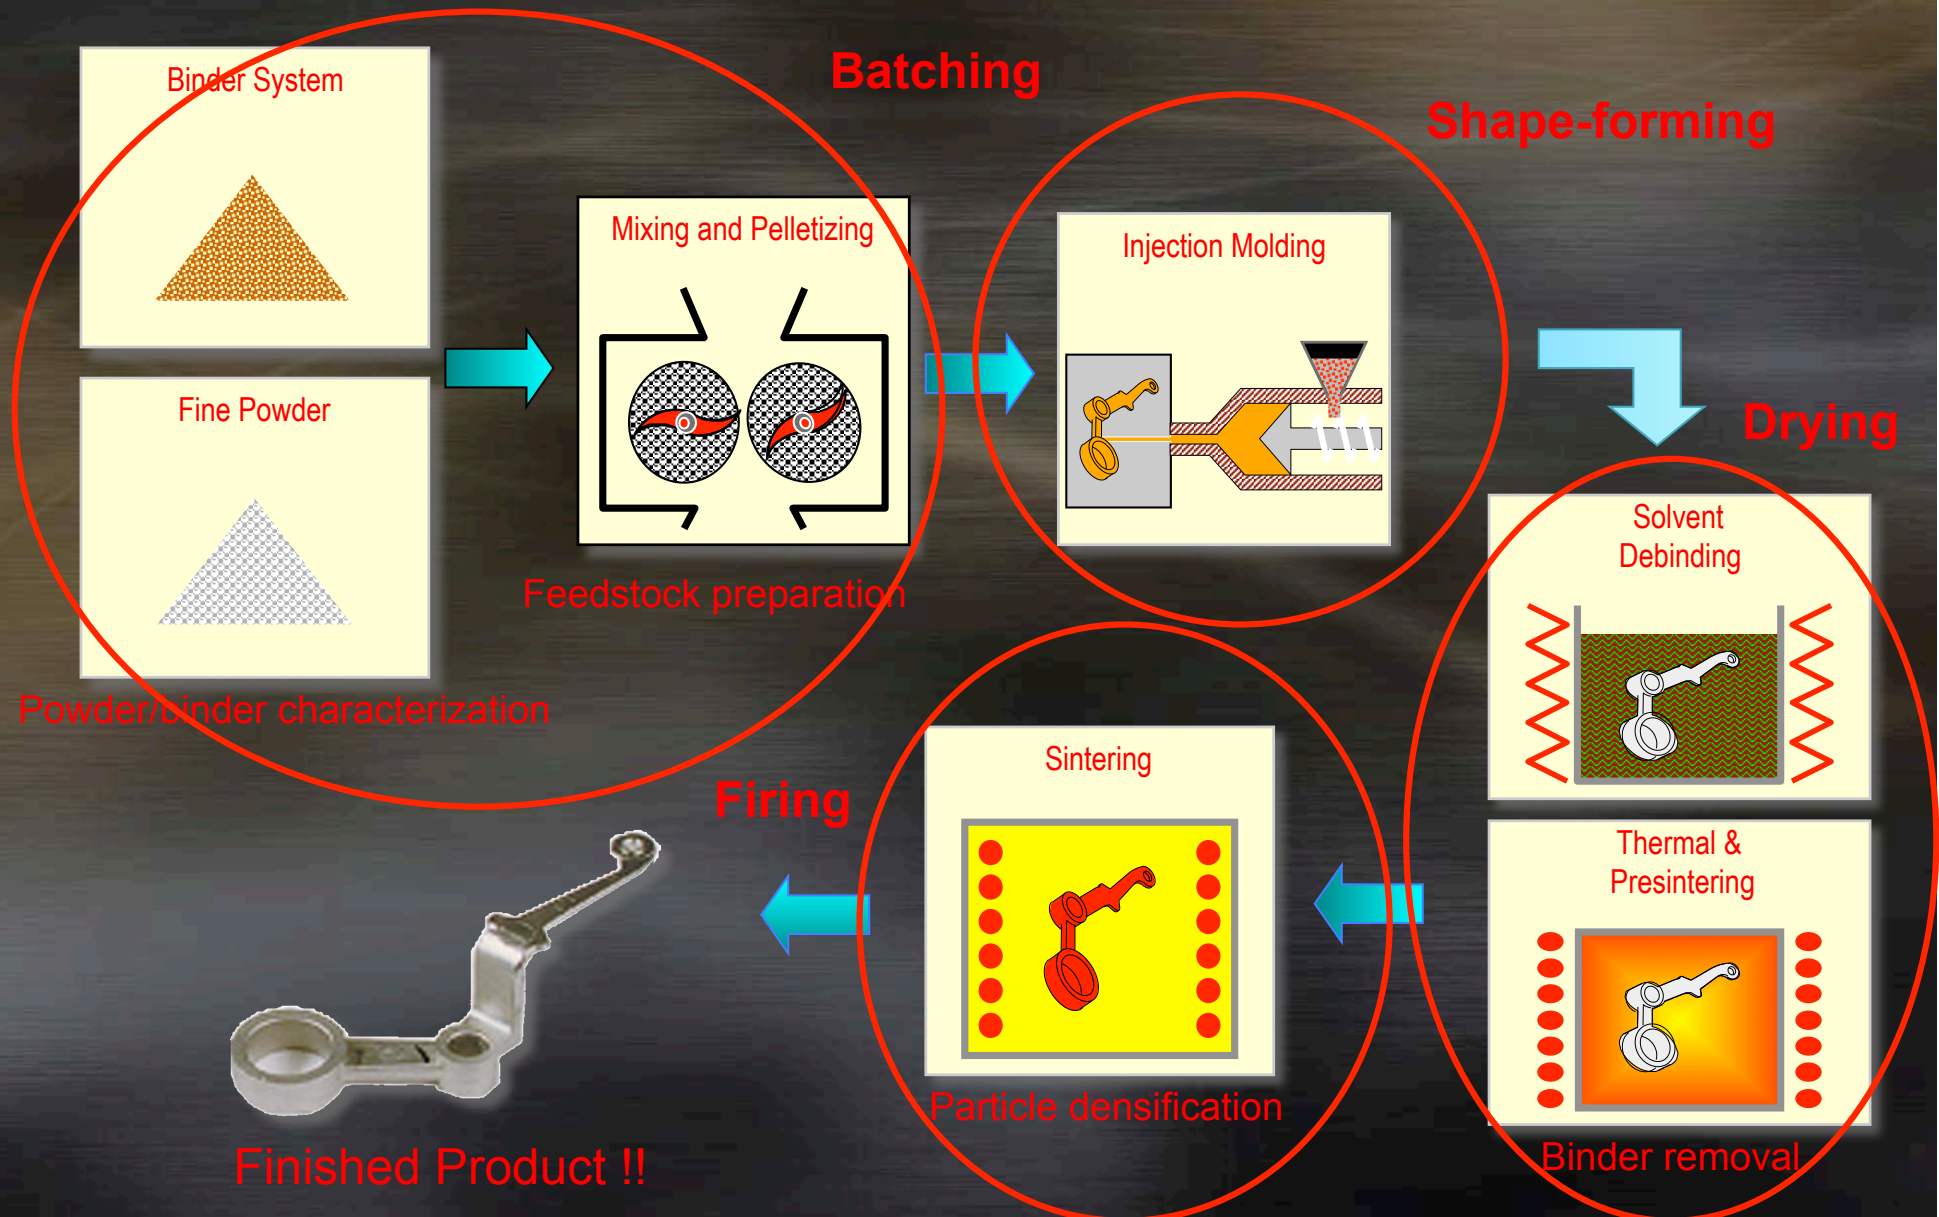 Binder System
Batching
Shape-forming
Mixing and Pelletizing
Injection Molding
Fine Powder
Drying
Solvent
Debinding
Feedstock preparation
Powder/binder characterization
Sintering
Firing
Thermal &
Presintering
Particle densification
Binder removal
Finished Product !!